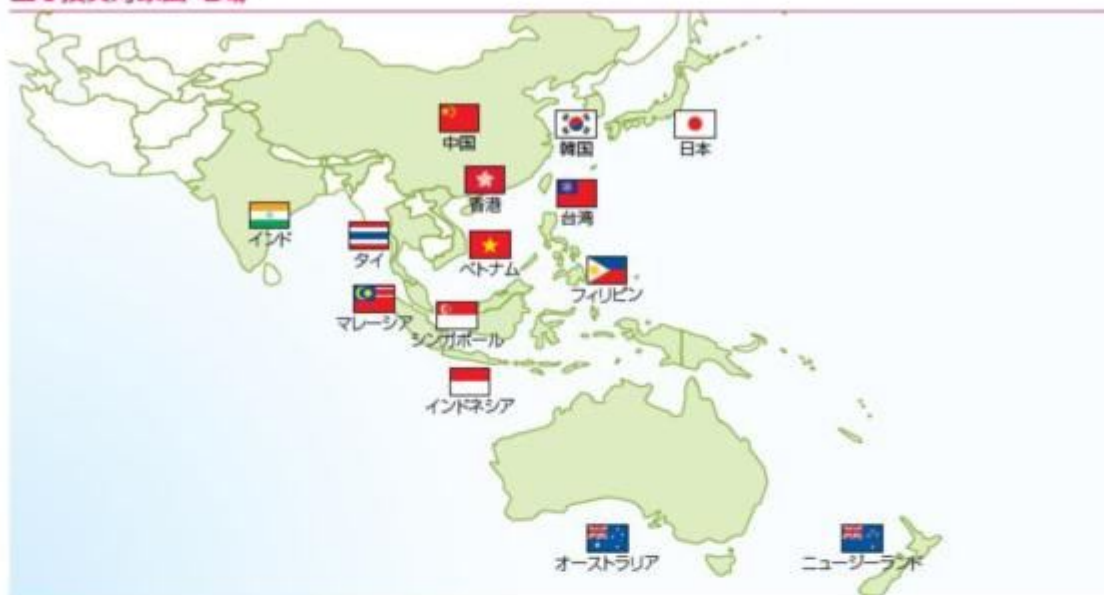 中国
韓国
日本
香港
台湾
インド
タイ
ベトナム
フィリピン
マレーシア
シンガポール
インドネシア
オーストラリア
ニュージーランド